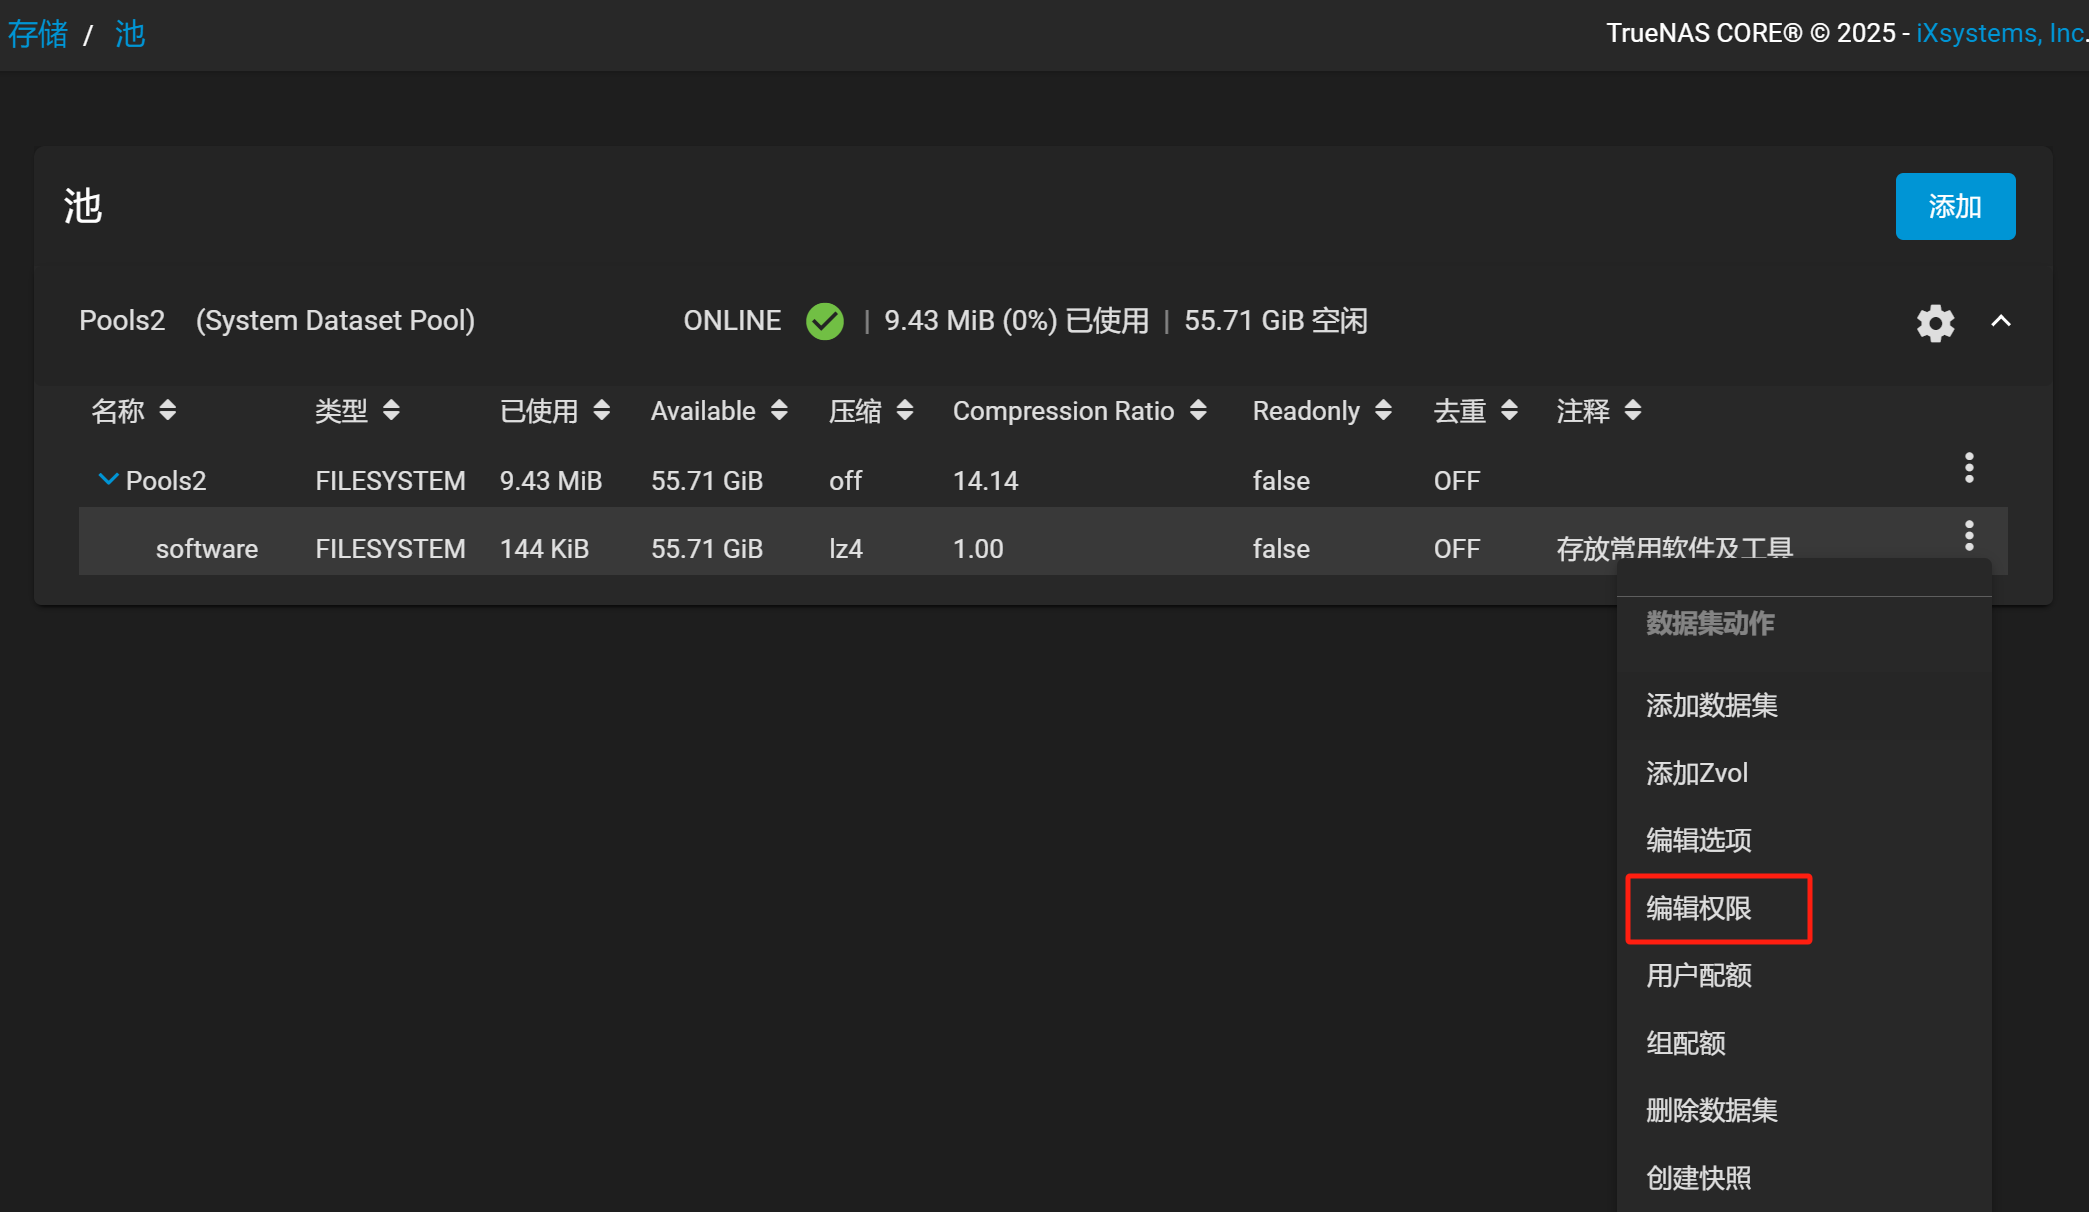 存储 / 池
TrueNAS CORE® © 2025 - iXsystems, Inc.
池
添加
Pools2 (System Dataset Pool) ONLINE | 9.43 MiB (0%) 已使用 | 55.71 GiB 空闲
名称 类型 已使用 Available 压缩 Compression Ratio Readonly 去重 注释
Pools2 FILESYSTEM 9.43 MiB 55.71 GiB off 14.14 false OFF
software FILESYSTEM 144 KiB 55.71 GiB lz4 1.00 false OFF 存放常用软件及工具
数据集动作
添加数据集
添加Zvol
编辑选项
编辑权限
用户配额
组配额
删除数据集
创建快照